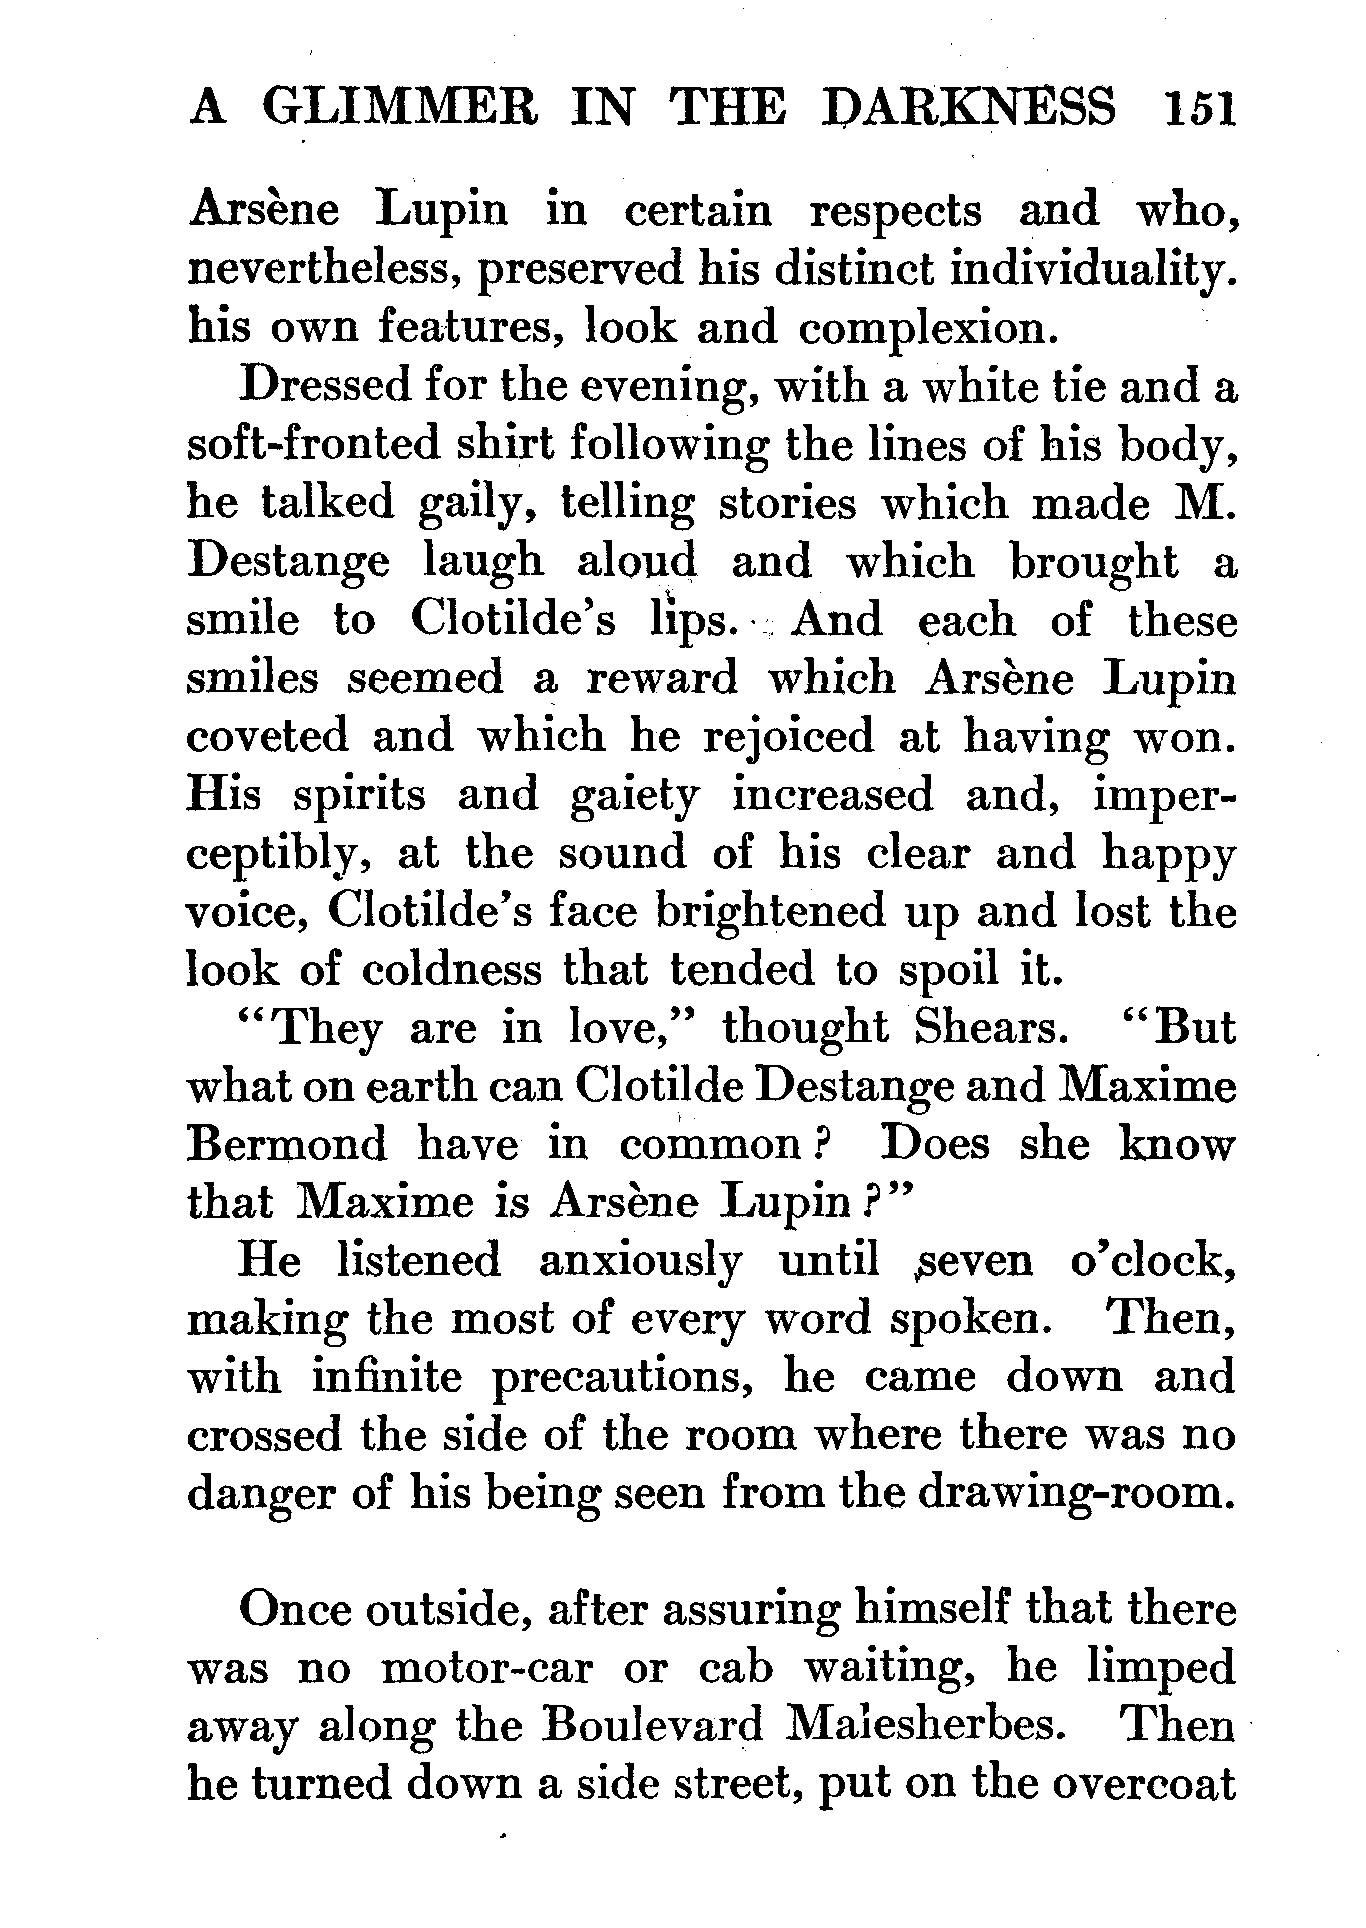 A GLIMMER IN THE DARKNESS 151
Arsène Lupin in certain respects and who,
nevertheless, preserved his distinct individuality.
his own features, look and complexion.
Dressed for the evening, with a white tie and a
soft-fronted shirt following the lines of his body,
he talked gaily, telling stories which made M.
Destange laugh aloud and which brought a
smile to Clotilde's lips. And each of these
smiles seemed a reward which Arsène Lupin
coveted and which he rejoiced at having won.
His spirits and gaiety increased and, imper-
ceptibly, at the sound of his clear and happy
voice, Clotilde's face brightened up and lost the
look of coldness that tended to spoil it.
“They are in love,” thought Shears. “But
what on earth can Clotilde Destange and Maxime
Bermond have in common? Does she know
that Maxime is Arsène Lupin?”
He listened anxiously until seven o'clock,
making the most of every word spoken. Then,
with infinite precautions, he came down and
crossed the side of the room where there was no
danger of his being seen from the drawing-room.
Once outside, after assuring himself that there
was no motor-car or cab waiting, he limped
away along the Boulevard Malesherbes. Then
he turned down a side street, put on the overcoat